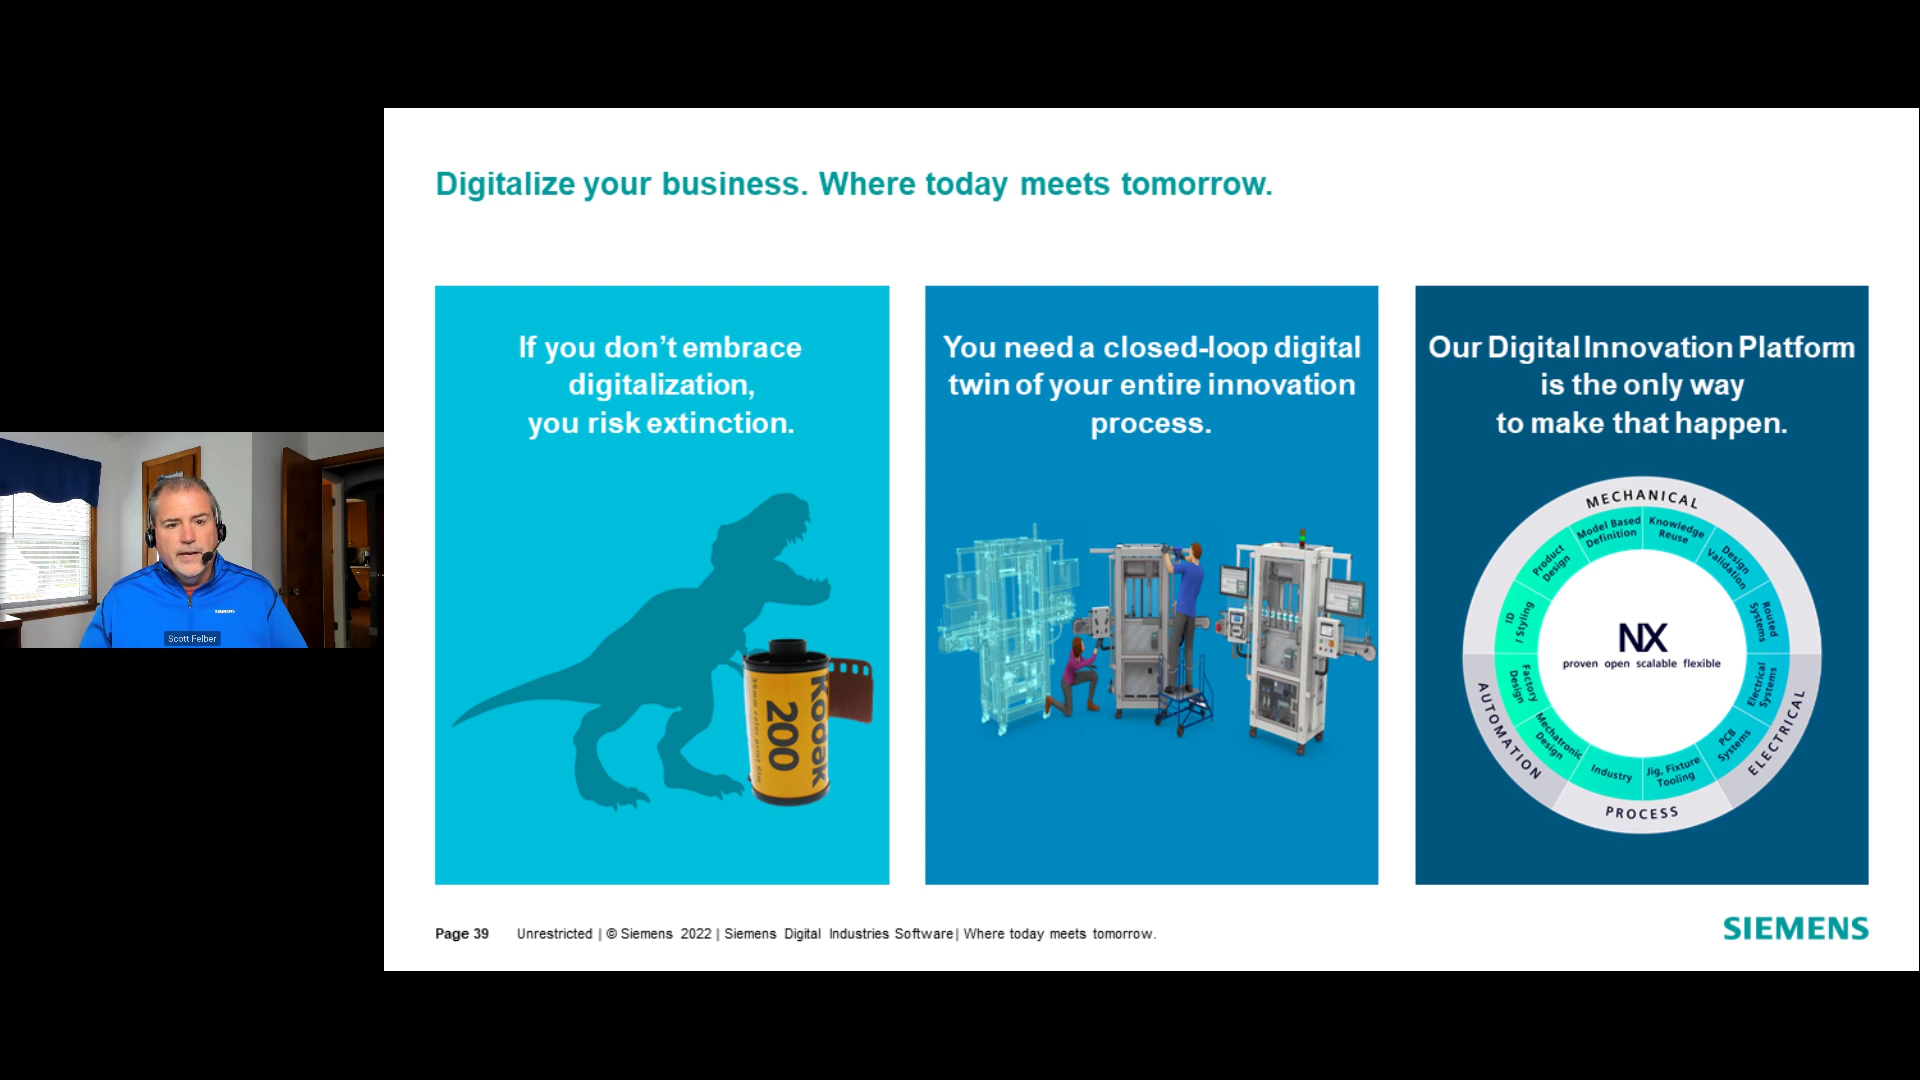 Digitalize your business. Where today meets tomorrow.
If you don’t embrace
digitalization,
you risk extinction.
Kodak
200
You need a closed-loop digital
twin of your entire innovation
process.
Our Digital Innovation Platform
is the only way
to make that happen.
MECHANICAL
Model Based
Definition
Knowledge
Reuse
Design
Validation
Routed
Systems
Electrical
Systems
PCB
Systems
Jig, Fixture
Tooling
Industry
Mechatronic
Design
Factory
Design
ID
/ Styling
Product
Design
NX
proven open scalable flexible
AUTOMATION
ELECTRICAL
PROCESS
SIEMENS
Scott Felber
Page 39 Unrestricted | © Siemens 2022 | Siemens Digital Industries Software| Where today meets tomorrow.
SIEMENS